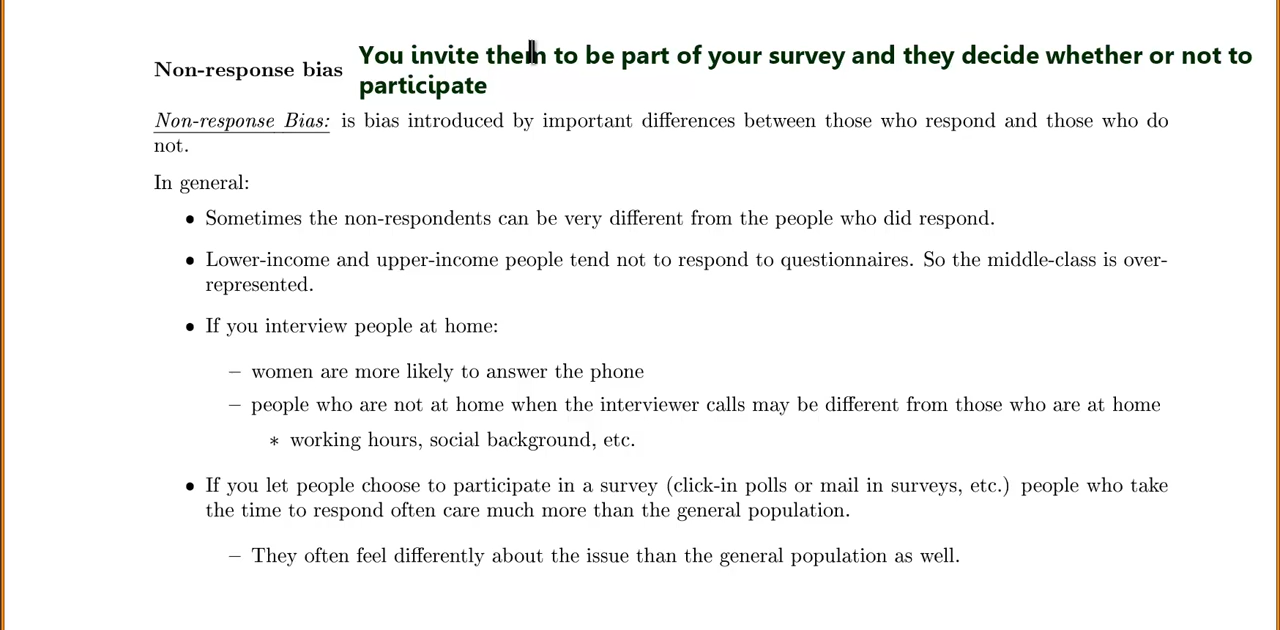 Non-response bias
You invite them to be part of your survey and they decide whether or not to
participate
Non-response Bias: is bias introduced by important differences between those who respond and those who do
not.
In general:
• Sometimes the non-respondents can be very different from the people who did respond.
• Lower-income and upper-income people tend not to respond to questionnaires. So the middle-class is over-
represented.
• If you interview people at home:
– women are more likely to answer the phone
– people who are not at home when the interviewer calls may be different from those who are at home
* working hours, social background, etc.
• If you let people choose to participate in a survey (click-in polls or mail in surveys, etc.) people who take
the time to respond often care much more than the general population.
– They often feel differently about the issue than the general population as well.